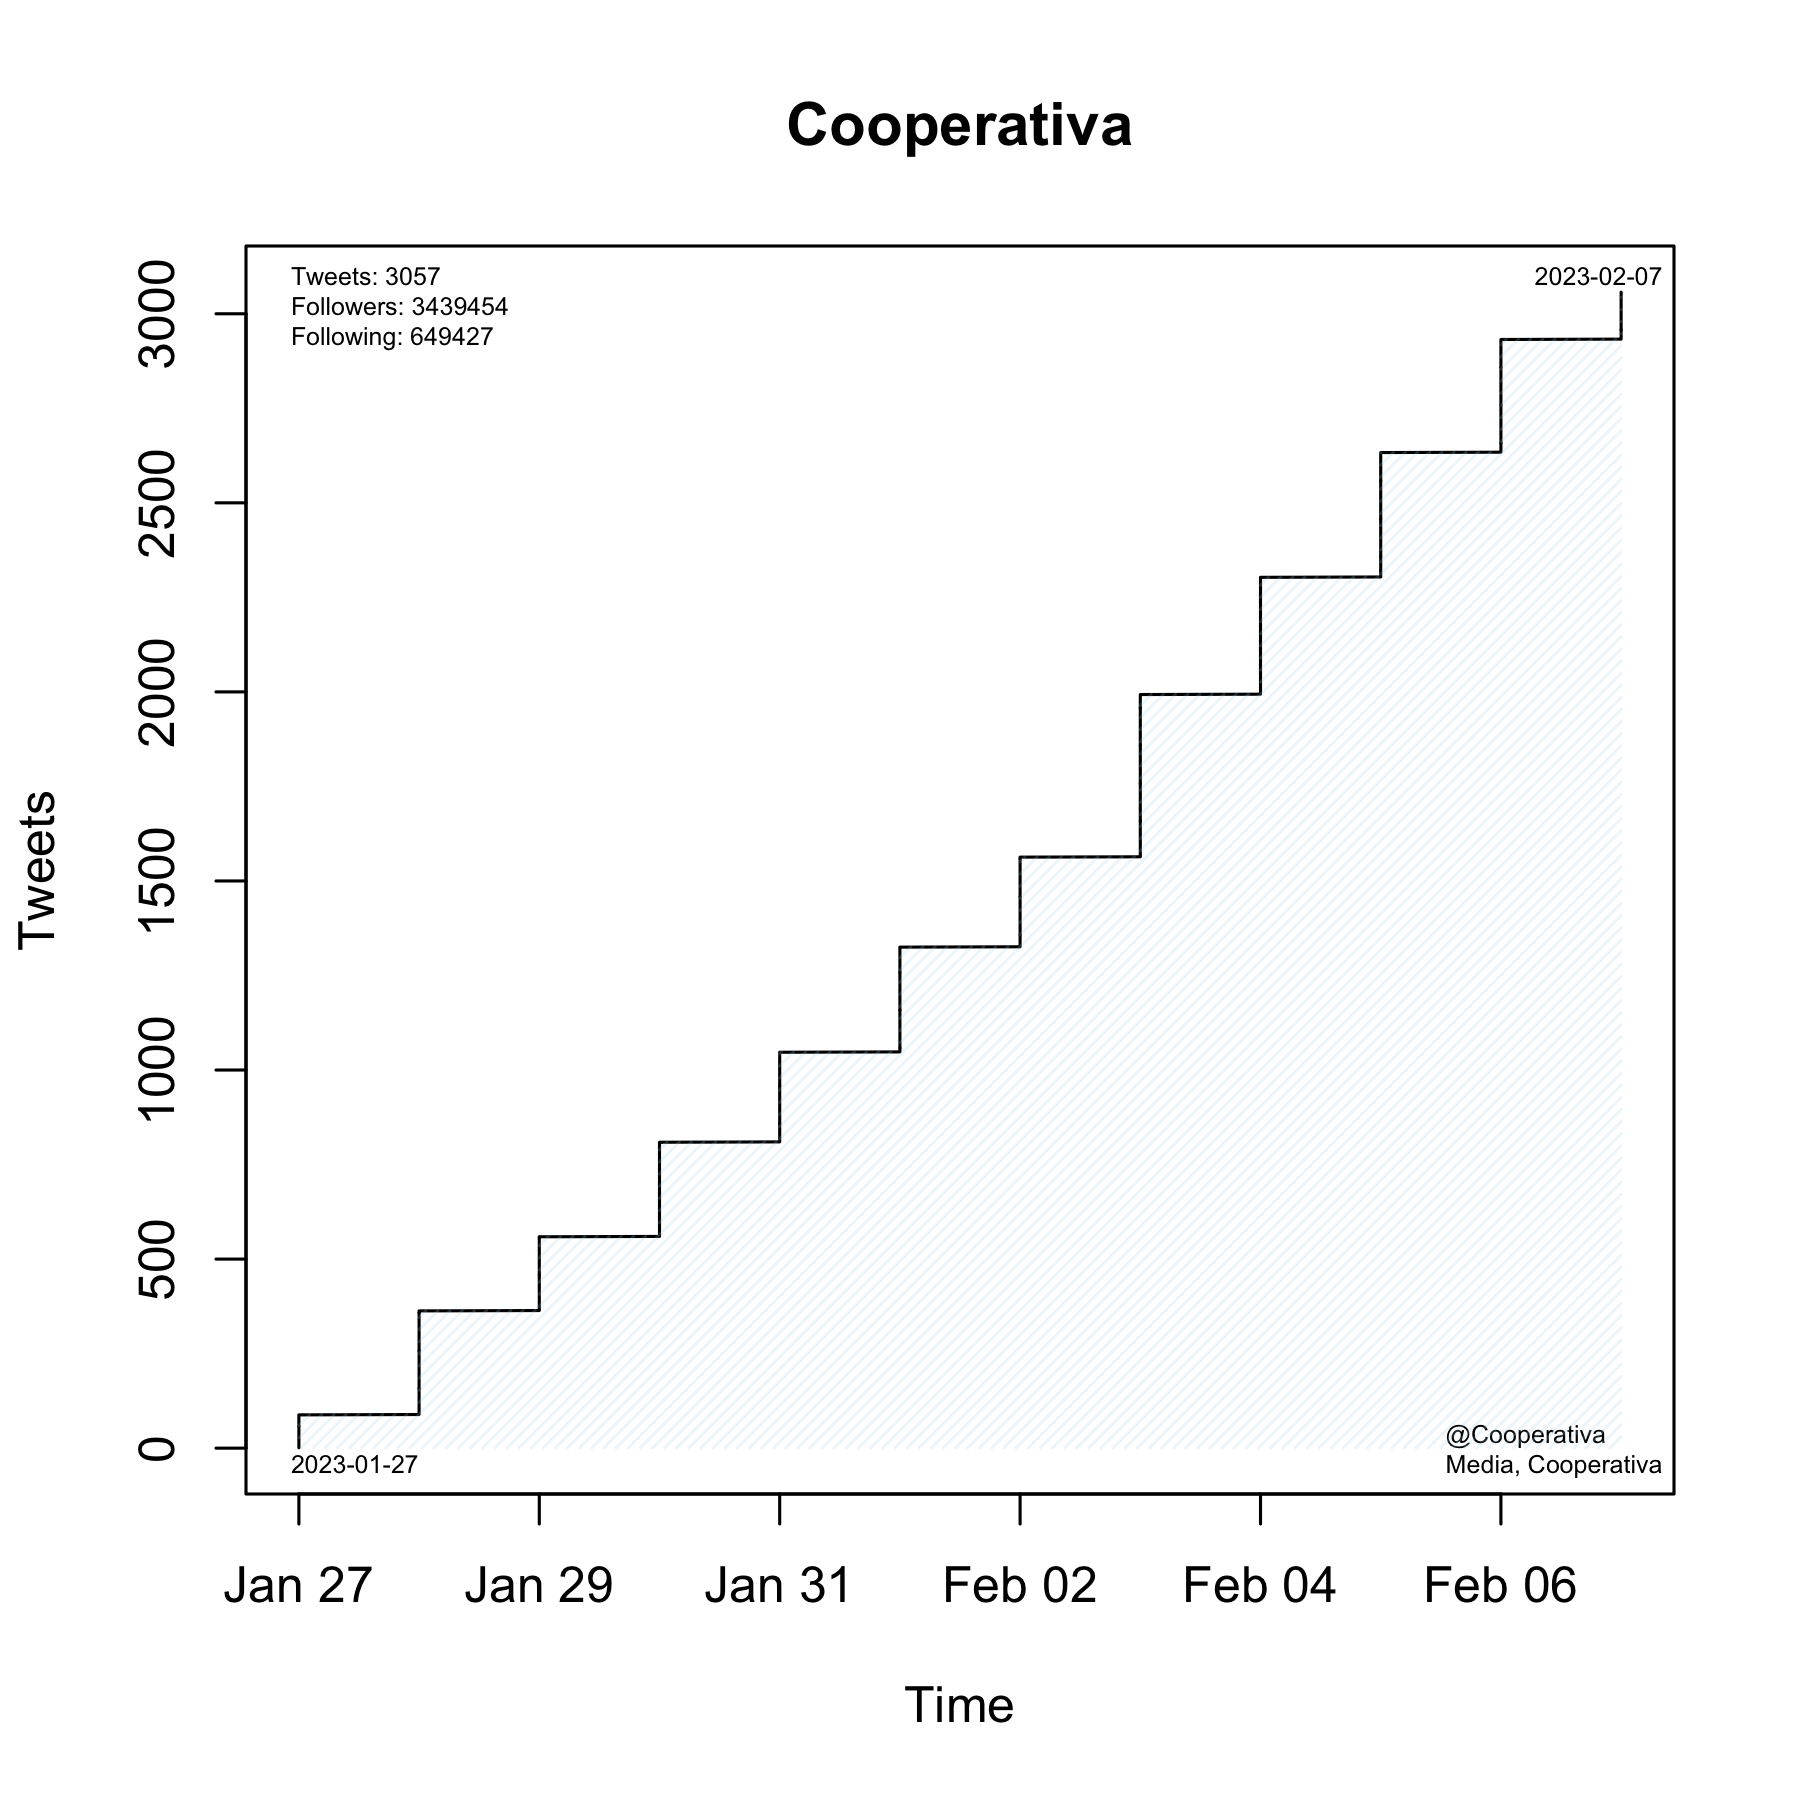 Cooperativa
Tweets: 3057
Followers: 3439454
Following: 649427
2023-02-07
3000
2500
2000
1500
1000
500
0
Tweets
2023-01-27
@Cooperativa
Media, Cooperativa
Jan 27
Jan 29
Jan 31
Feb 02
Feb 04
Feb 06
Time